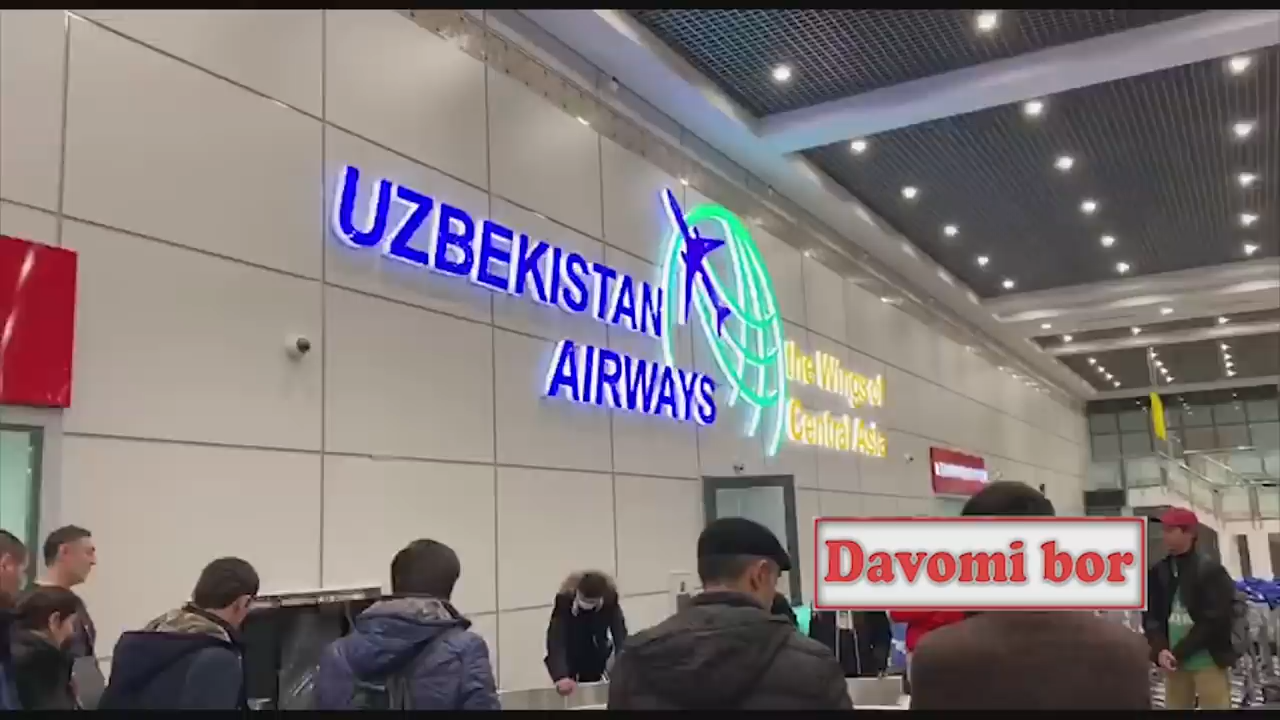 UZBEKISTAN
AIRWAYS
the Wings of
Central Asia
Davomi bor